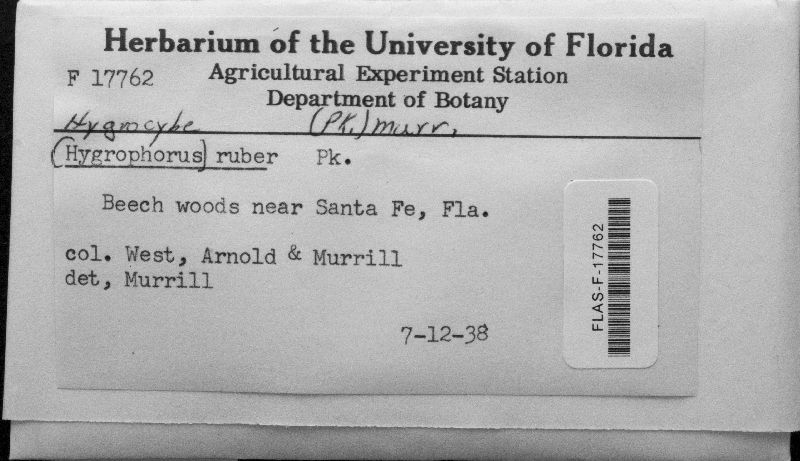 Herbarium of the University of Florida
F 17762 Agricultural Experiment Station
Department of Botany
Hygrocybe (Pk.) Murr.
(Hygrophorus) ruber Pk.
Beech woods near Santa Fe, Fla.
col. West, Arnold & Murrill
det, Murrill
7-12-38
FLAS-F-17762